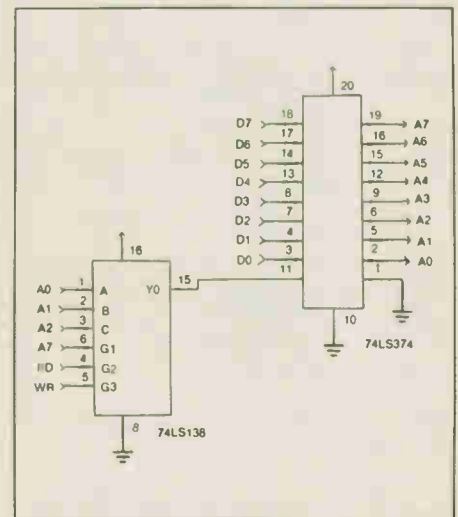 20
D7 18 19 A7
D6 17 16 A6
D5 14 15 A5
D4 13 12 A4
D3 8 9 A3
D2 7 6 A2
D1 4 5 A1
D0 3 2 A0
11 1
10
74LS374
16
A0 1 A Y0 15
A1 2 B
A2 3 C
A7 6 G1
4 G2
WR 5 G3
8
74LS138